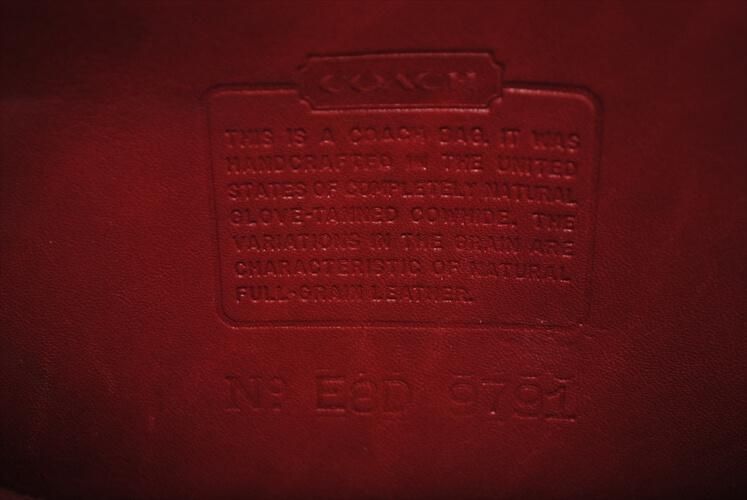 COACH
THIS IS A COACH BAG. IT WAS
HANDCRAFTED IN THE UNITED
STATES OF COMPLETELY NATURAL
GLOVE-TANNED COWHIDE. THE
VARIATIONS IN THE GRAIN ARE
CHARACTERISTIC OF NATURAL
FULL-GRAIN LEATHER.
Nº E8D 9791